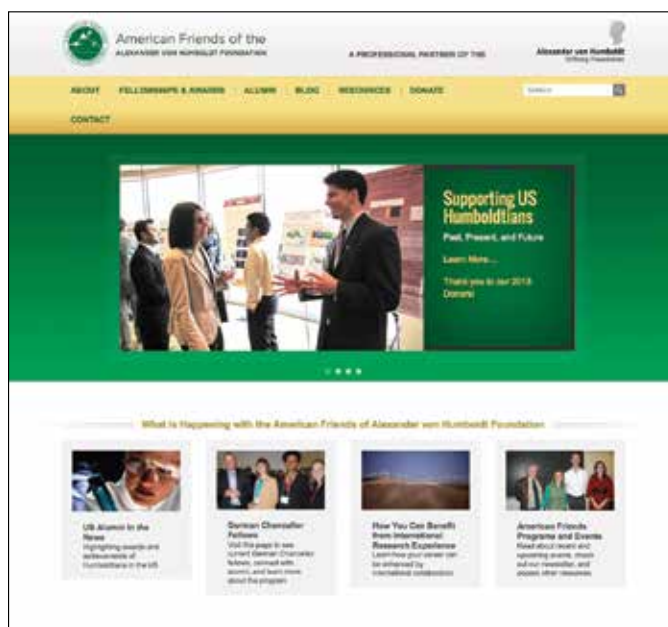 American Friends of the
ALEXANDER VON HUMBOLDT FOUNDATION
A PROFESSIONAL PARTNER OF THE
Alexander von Humboldt
Stiftung/Foundation
ABOUT
FELLOWSHIPS & AWARDS
ALUMNI
BLOG
RESOURCES
DONATE
CONTACT
Supporting US
Humboldtians
Past, Present, and Future
Learn More...
Thank you to our 2013
Donors!
What is Happening with the American Friends of Alexander von Humboldt Foundation
US Alumni in the
News
Highlighting awards and
achievements of
Humboldtians in the US
German Chancellor
Fellows
Visit this page to see
current German Chancellor
fellows, connect with
alumni, and learn more
about the program
How You Can Benefit
from International
Research Experience
Learn how your career can
be enhanced by
international collaboration
American Friends
Programs and Events
Read about recent and
upcoming events, check
out our newsletter, and
access other resources